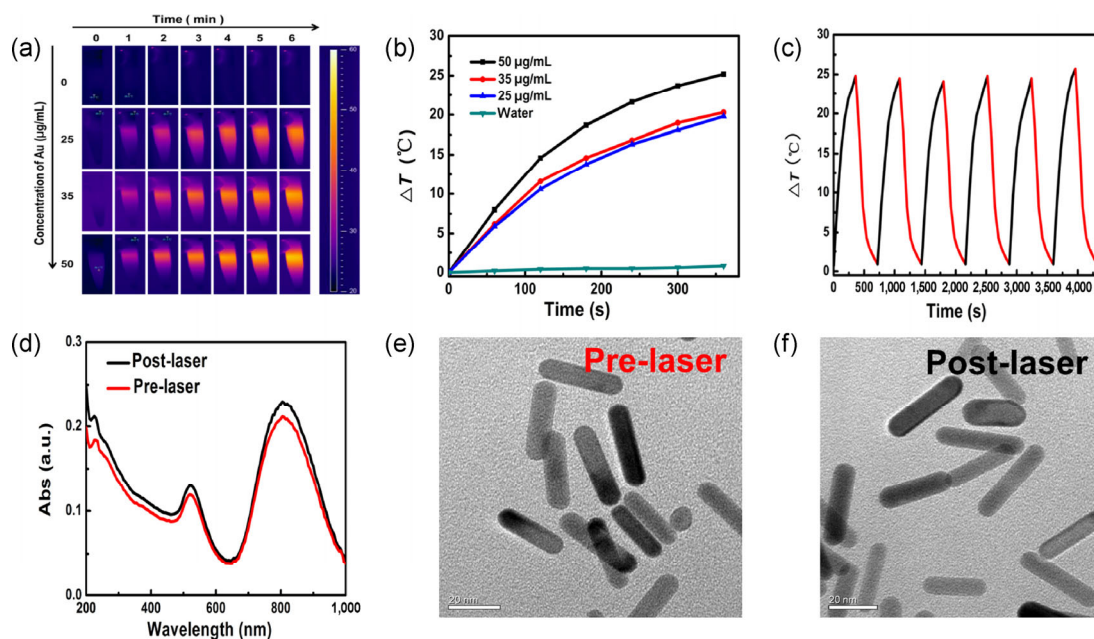 (a)
Time ( min )
0 1 2 3 4 5 6
Concentration of Au (μg/mL)
0
25
35
50
60
50
40
30
20
(b)
30
25
20
15
10
5
0
△T (℃)
50 μg/mL
35 μg/mL
25 μg/mL
Water
0 100 200 300
Time (s)
(c)
30
25
20
15
10
5
0
△T (℃)
0 500 1,000 1,500 2,000 2,500 3,000 3,500 4,000
Time (s)
(d)
0.3
0.2
0.1
0.0
Abs (a.u.)
Post-laser
Pre-laser
200 400 600 800 1,000
Wavelength (nm)
(e)
Pre-laser
20 nm
(f)
Post-laser
20 nm